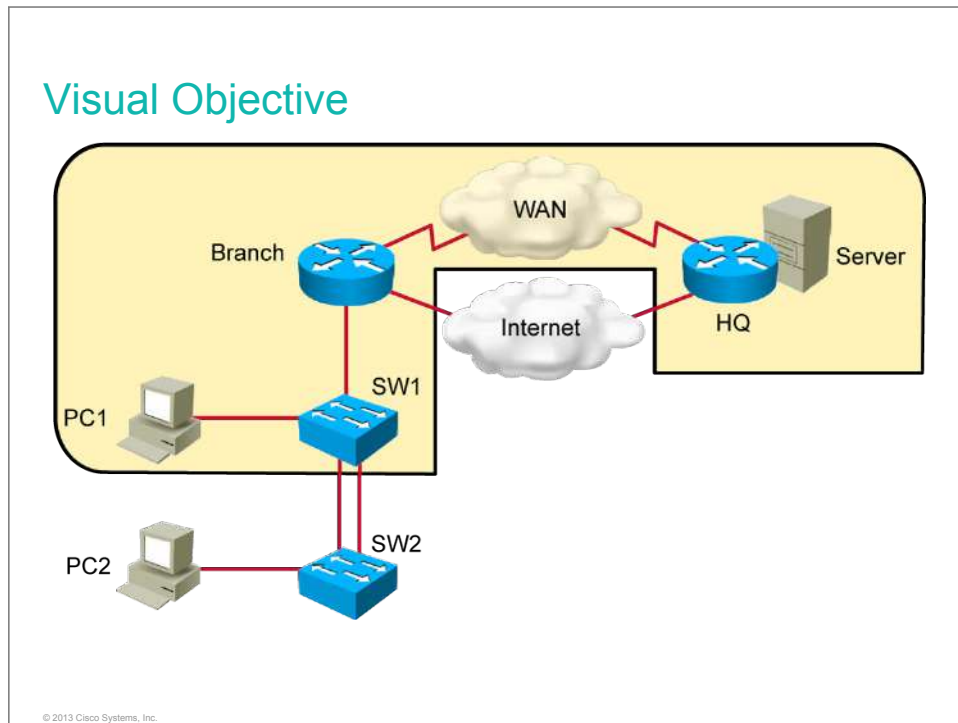 Visual Objective
WAN
Branch
Server
Internet
HQ
SW1
PC1
SW2
PC2
© 2013 Cisco Systems, Inc.